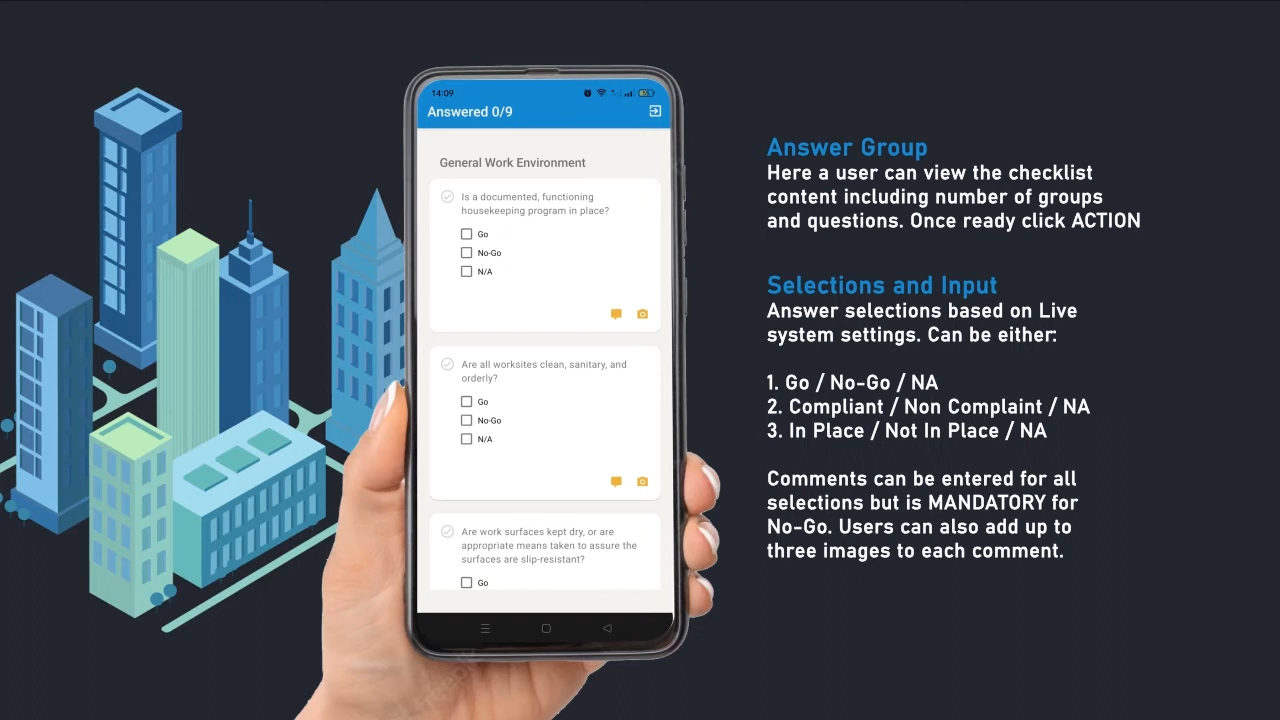 14:09
Answered 0/9
General Work Environment
Is a documented, functioning
housekeeping program in place?
Go
No-Go
N/A
Are all worksites clean, sanitary, and
orderly?
Go
No-Go
N/A
Are work surfaces kept dry, or are
appropriate means taken to assure the
surfaces are slip-resistant?
Go
Answer Group
Here a user can view the checklist
content including number of groups
and questions. Once ready click ACTION
Selections and Input
Answer selections based on Live
system settings. Can be either:
1. Go / No-Go / NA
2. Compliant / Non Complaint / NA
3. In Place / Not In Place / NA
Comments can be entered for all
selections but is MANDATORY for
No-Go. Users can also add up to
three images to each comment.